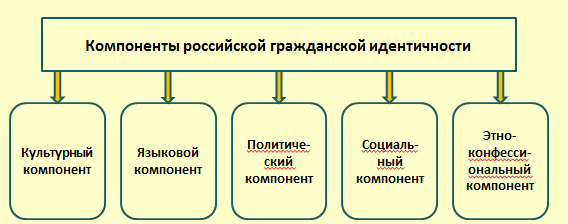 Компоненты российской гражданской идентичности
Культурный
компонент
Языковой
компонент
Политиче-
ский
компонент
Социаль-
ный
компонент
Этно-
конфесси-
ональный
компонент